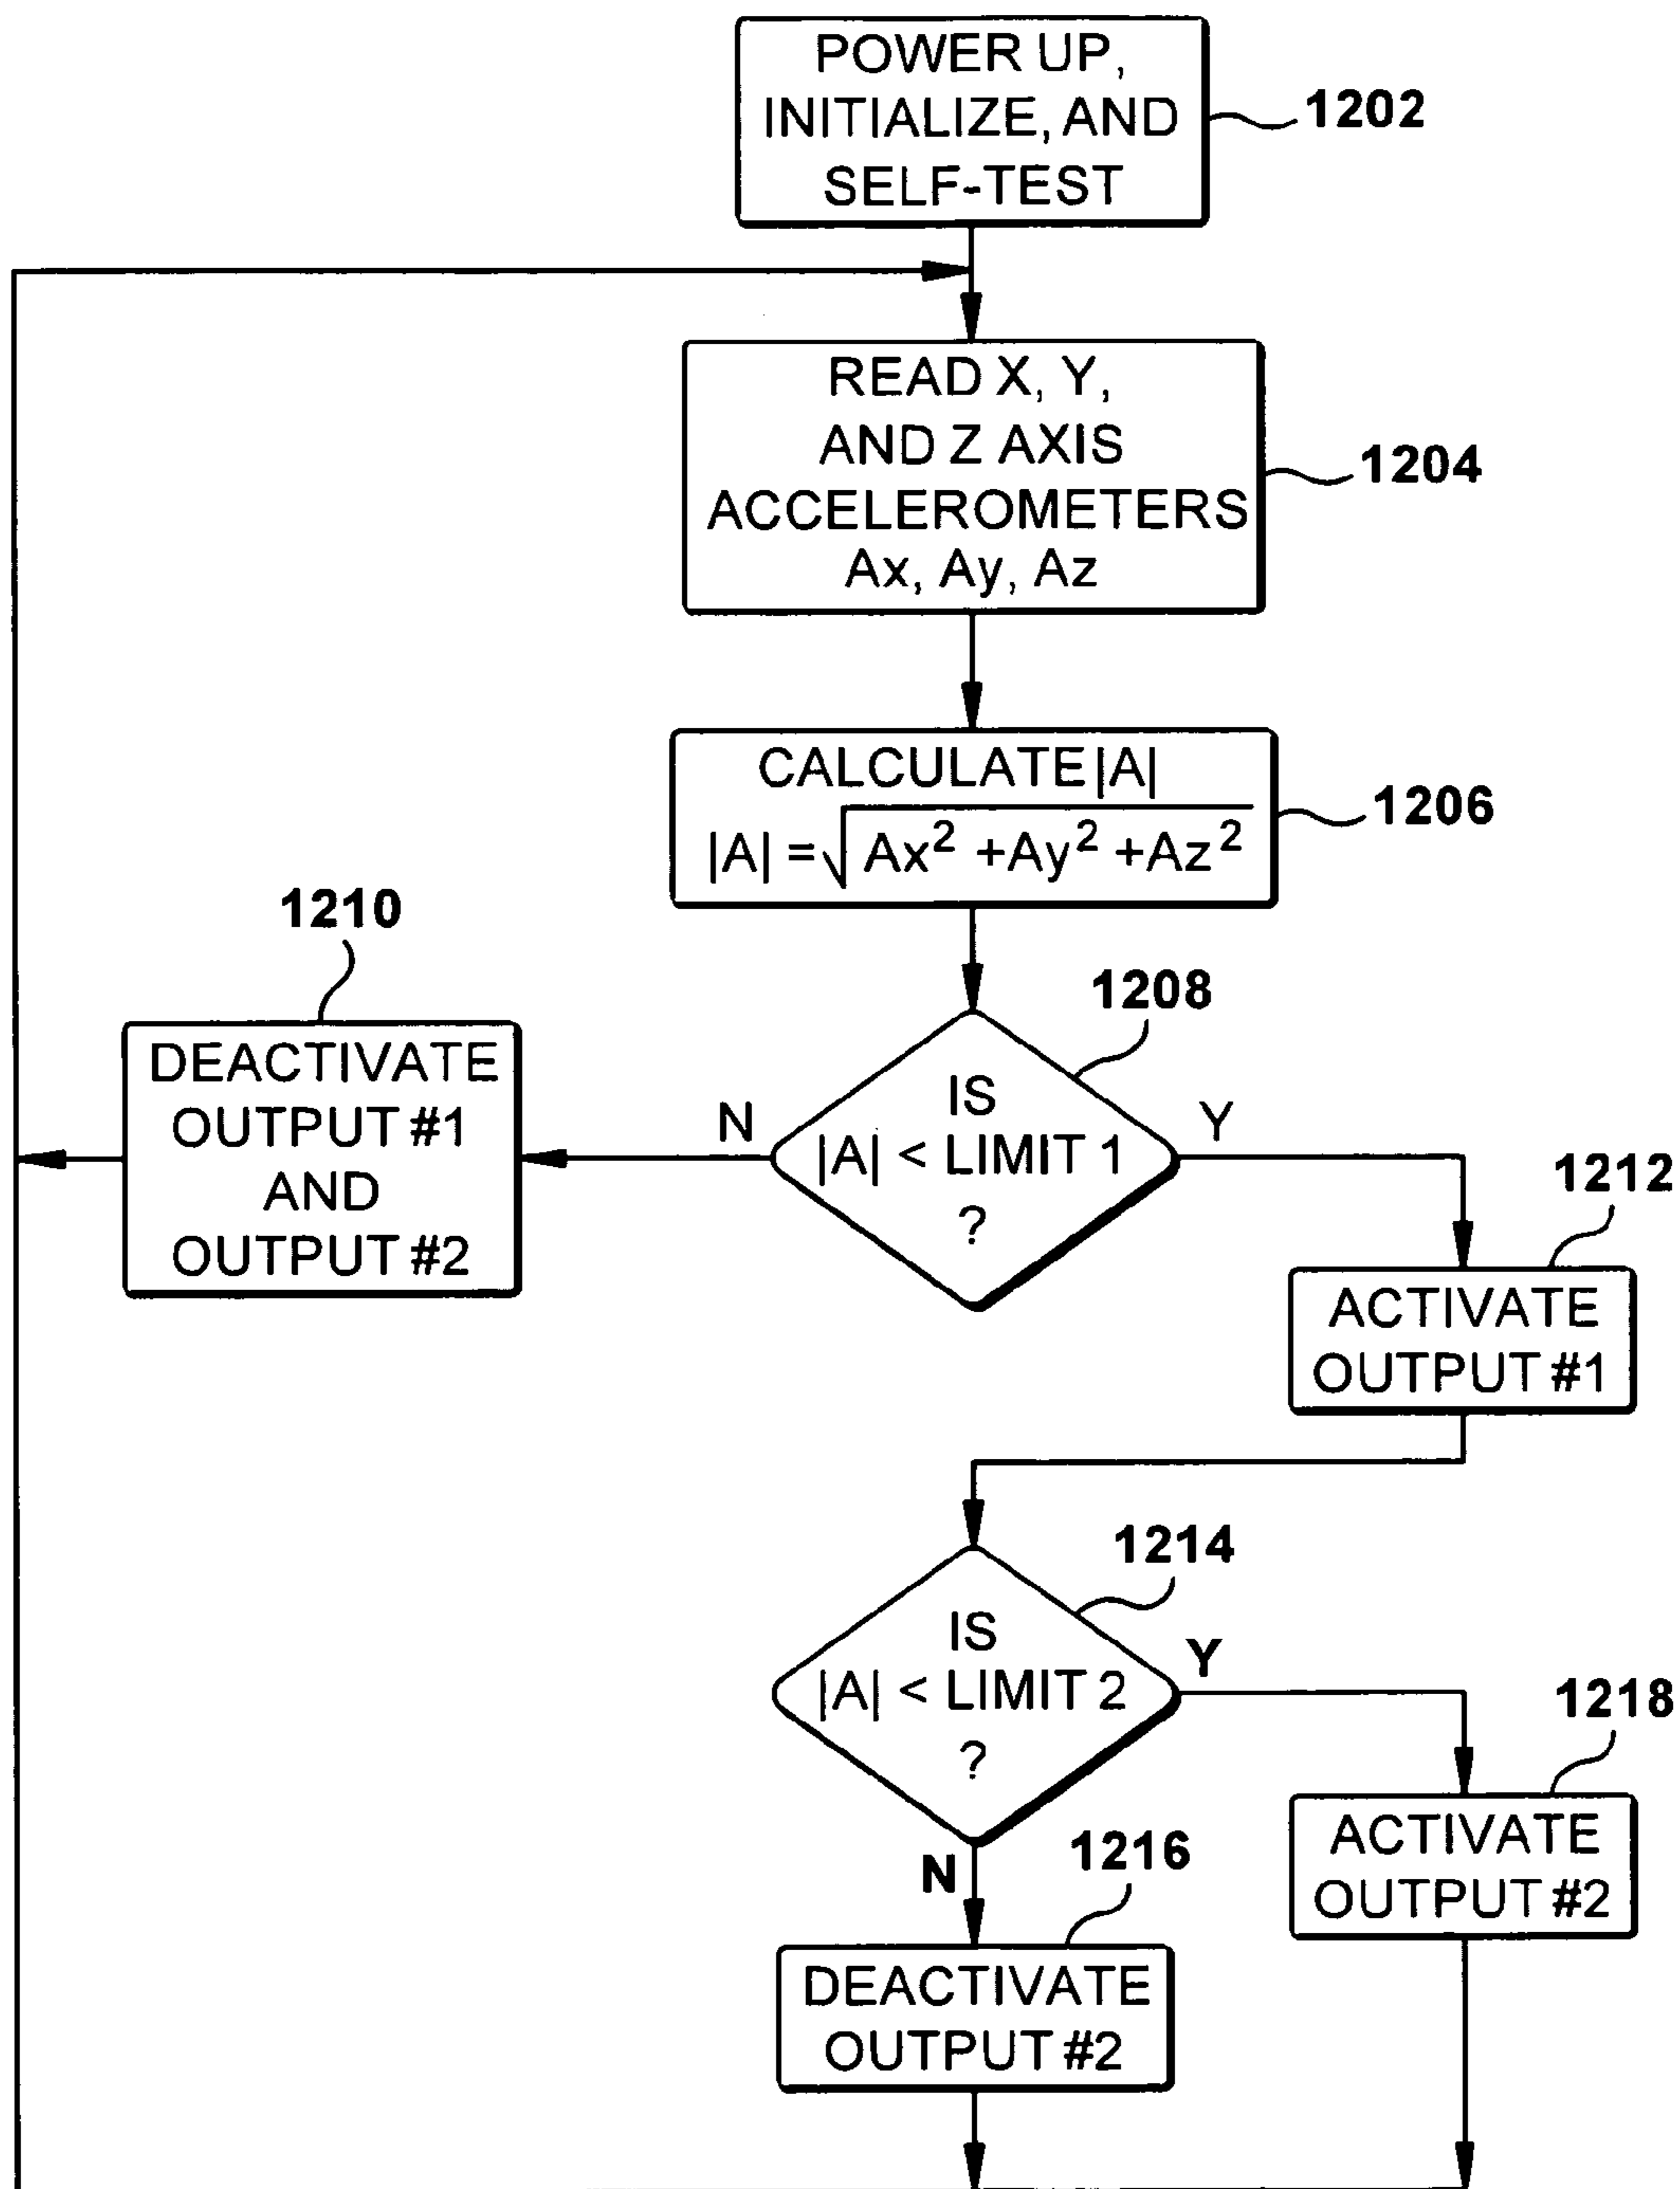 POWER UP,
INITIALIZE, AND
SELF-TEST
1202
READ X, Y,
AND Z AXIS
ACCELEROMETERS
Ax, Ay, Az
1204
CALCULATE |A|
|A| = √Ax² +Ay² +Az²
1206
1208
IS
|A| < LIMIT 1
?
N
Y
1210
DEACTIVATE
OUTPUT #1
AND
OUTPUT #2
1212
ACTIVATE
OUTPUT #1
1214
IS
|A| < LIMIT 2
?
Y
N
1218
ACTIVATE
OUTPUT #2
1216
DEACTIVATE
OUTPUT #2